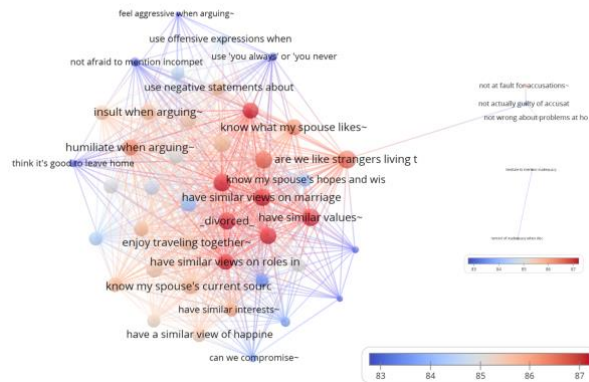 feel aggressive when arguing~
use offensive expressions when
use 'you always' or 'you never
not afraid to mention incompet
use negative statements about
not at fault for accusations~
not actually guilty of accusat
insult when arguing~
not wrong about problems at ho
know what my spouse likes~
humiliate when arguing~
are we like strangers living t
think it's good to leave home
know my spouse's hopes and wis
have similar views on marriage
_divorced_
have similar values~
enjoy traveling together~
have similar views on roles in
83 84 85 86 87
know my spouse's current sourc
have similar interests~
have a similar view of happine
can we compromise~
83 84 85 86 87